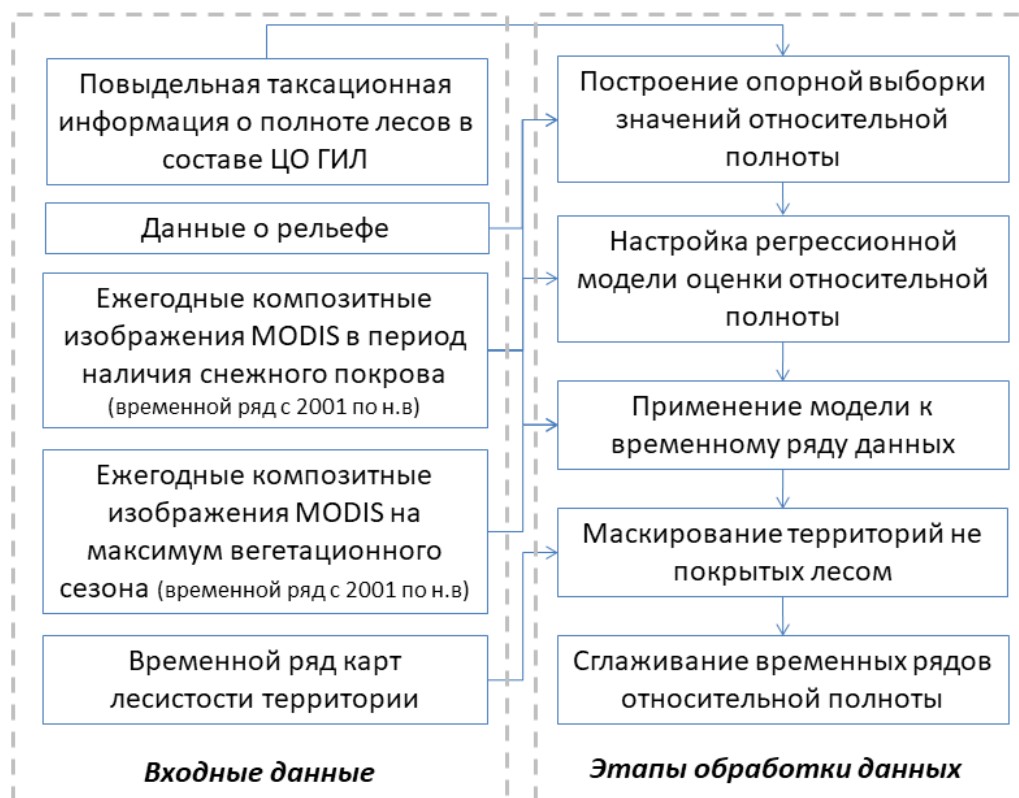 Повыдельная таксационная
информация о полноте лесов в
составе ЦО ГИЛ
Данные о рельефе
Ежегодные композитные
изображения MODIS в период
наличия снежного покрова
(временной ряд с 2001 по н.в)
Ежегодные композитные
изображения MODIS на
максимум вегетационного
сезона (временной ряд с 2001 по н.в)
Временной ряд карт
лесистости территории
Входные данные
Построение опорной выборки
значений относительной
полноты
Настройка регрессионной
модели оценки относительной
полноты
Применение модели к
временному ряду данных
Маскирование территорий не
покрытых лесом
Сглаживание временных рядов
относительной полноты
Этапы обработки данных